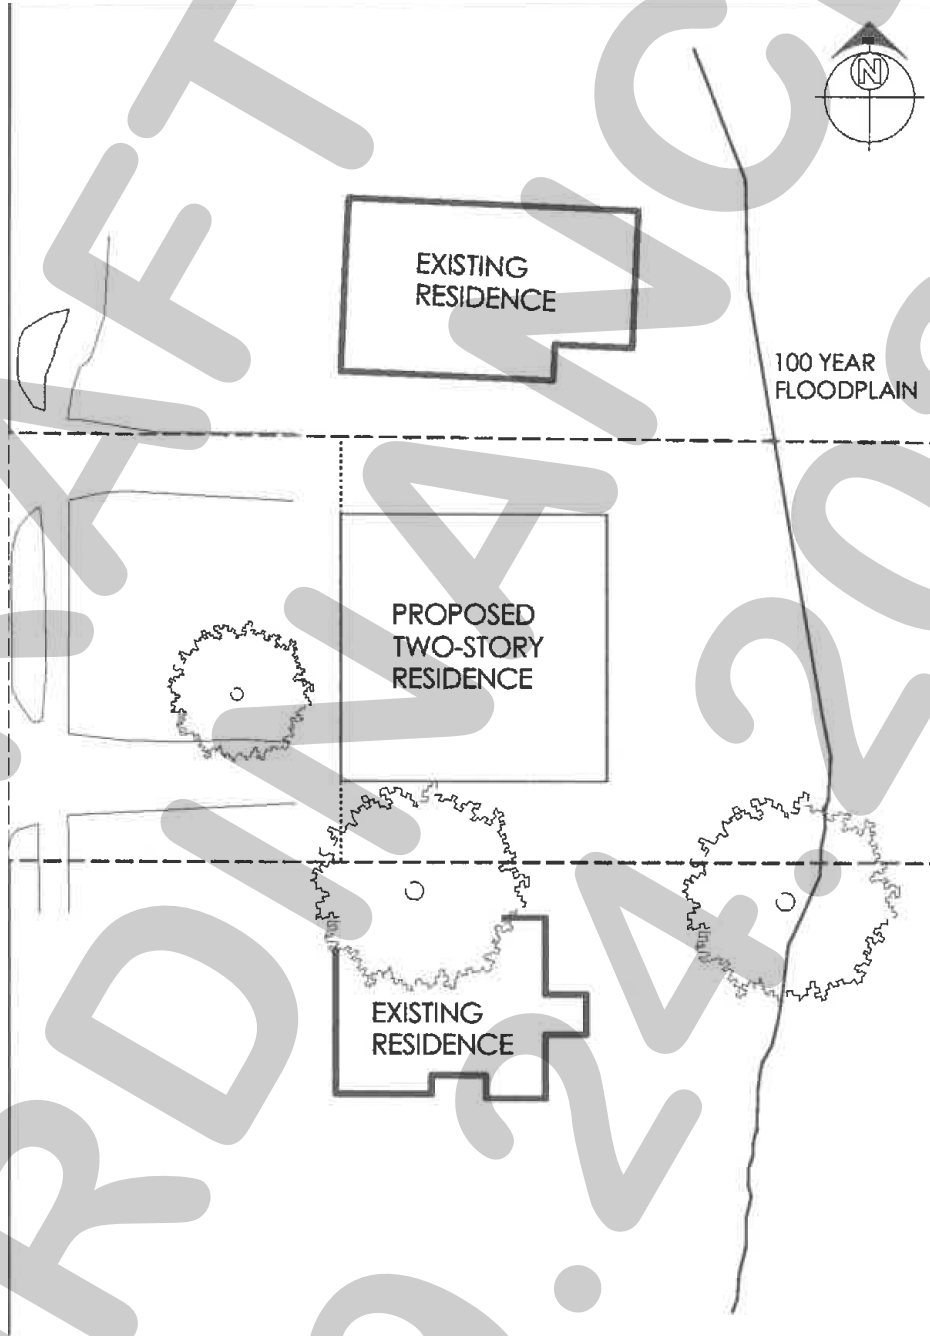 N
EXISTING
RESIDENCE
100 YEAR
FLOODPLAIN
PROPOSED
TWO-STORY
RESIDENCE
EXISTING
RESIDENCE